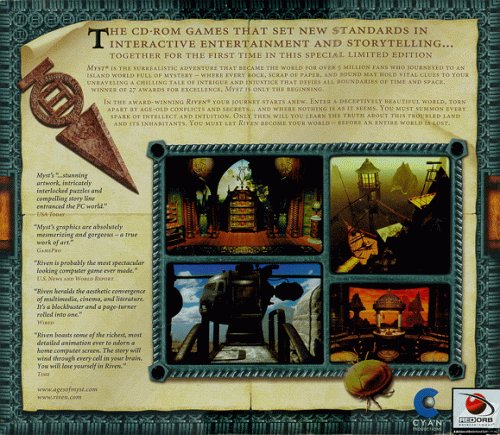 THE CD-ROM GAMES THAT SET NEW STANDARDS IN
INTERACTIVE ENTERTAINMENT AND STORYTELLING...
TOGETHER FOR THE FIRST TIME IN THIS SPECIAL LIMITED EDITION
MYST® IS THE SURREALISTIC ADVENTURE THAT BECAME THE WORLD FOR OVER 5 MILLION FANS WHO JOURNEYED TO AN
ISLAND WORLD FULL OF MYSTERY – WHERE EVERY ROCK, SCRAP OF PAPER, AND SOUND MAY HOLD VITAL CLUES TO YOUR
UNRAVELING A CHILLING TALE OF INTRIGUE AND INJUSTICE THAT DEFIES ALL BOUNDARIES OF TIME AND SPACE.
WINNER OF 27 AWARDS FOR EXCELLENCE, MYST IS ONLY THE BEGINNING.
IN THE AWARD-WINNING RIVEN® YOUR JOURNEY STARTS ANEW. ENTER A DECEPTIVELY BEAUTIFUL WORLD, TORN
APART BY AGE-OLD CONFLICTS AND SECRETS... AND WHERE NOTHING IS AS IT SEEMS. YOU MUST SUMMON EVERY
SPARK OF INTELLECT AND INTUITION. ONLY THEN WILL YOU LEARN THE TRUTH ABOUT THIS TROUBLED LAND
AND ITS INHABITANTS. YOU MUST LET RIVEN BECOME YOUR WORLD – BEFORE AN ENTIRE WORLD IS LOST.
Myst's "...stunning
artwork, intricately
interlocked puzzles and
compelling story line
entranced the PC world."
USA TODAY
"Myst's graphics are absolutely
mesmerizing and gorgeous – a true
work of art."
GAMEPRO
"Riven is probably the most spectacular
looking computer game ever made."
U.S. NEWS AND WORLD REPORT
"Riven heralds the aesthetic convergence
of multimedia, cinema, and literature.
It's a blockbuster and a page-turner
rolled into one."
WIRED
"Riven boasts some of the richest, most
detailed animation ever to adorn a
home computer screen. The story will
wind through every cell in your brain.
You will lose yourself in Riven."
TIME
www.agesofmyst.com
www.riven.com
CYAN
PRODUCTIONS
RED ORB